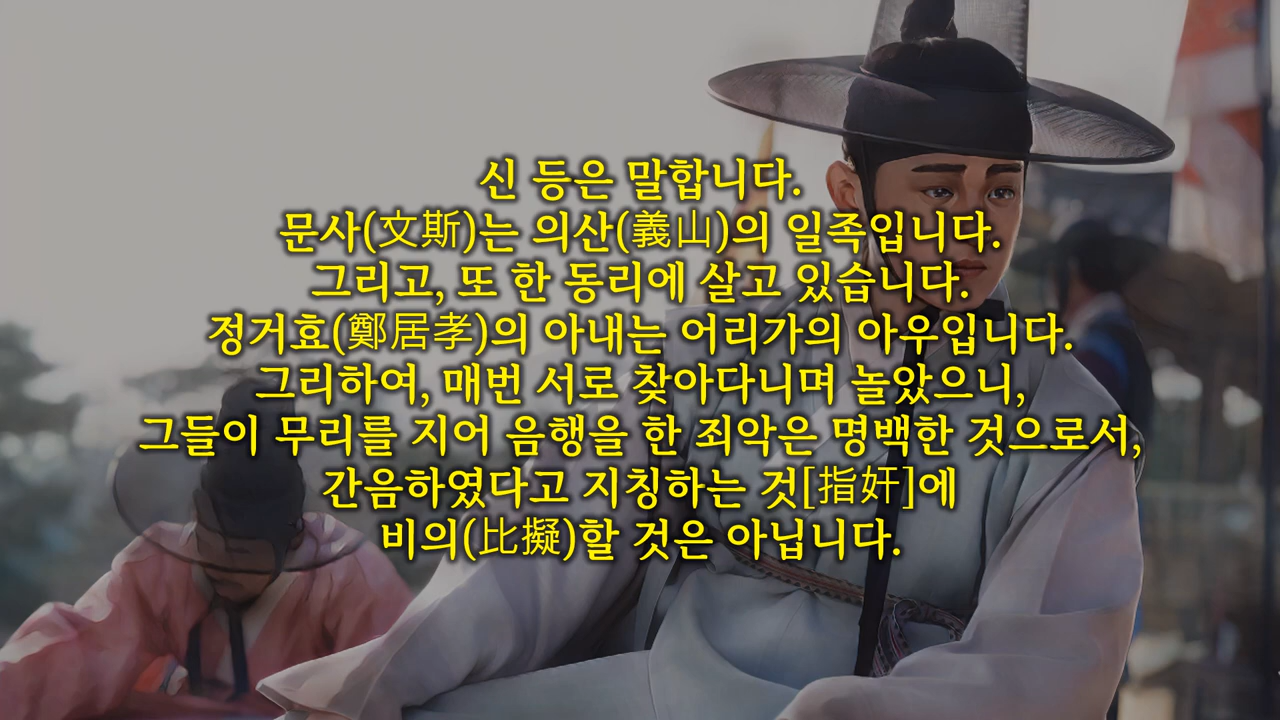 신 등은 말합니다.
문사(文斯)는 의산(義山)의 일족입니다.
그리고, 또 한 동리에 살고 있습니다.
정거효(鄭居孝)의 아내는 어리가의 아우입니다.
그리하여, 매번 서로 찾아다니며 놀았으니,
그들이 무리를 지어 음행을 한 죄악은 명백한 것으로서,
간음하였다고 지칭하는 것[指奸]에
비의(比擬)할 것은 아닙니다.